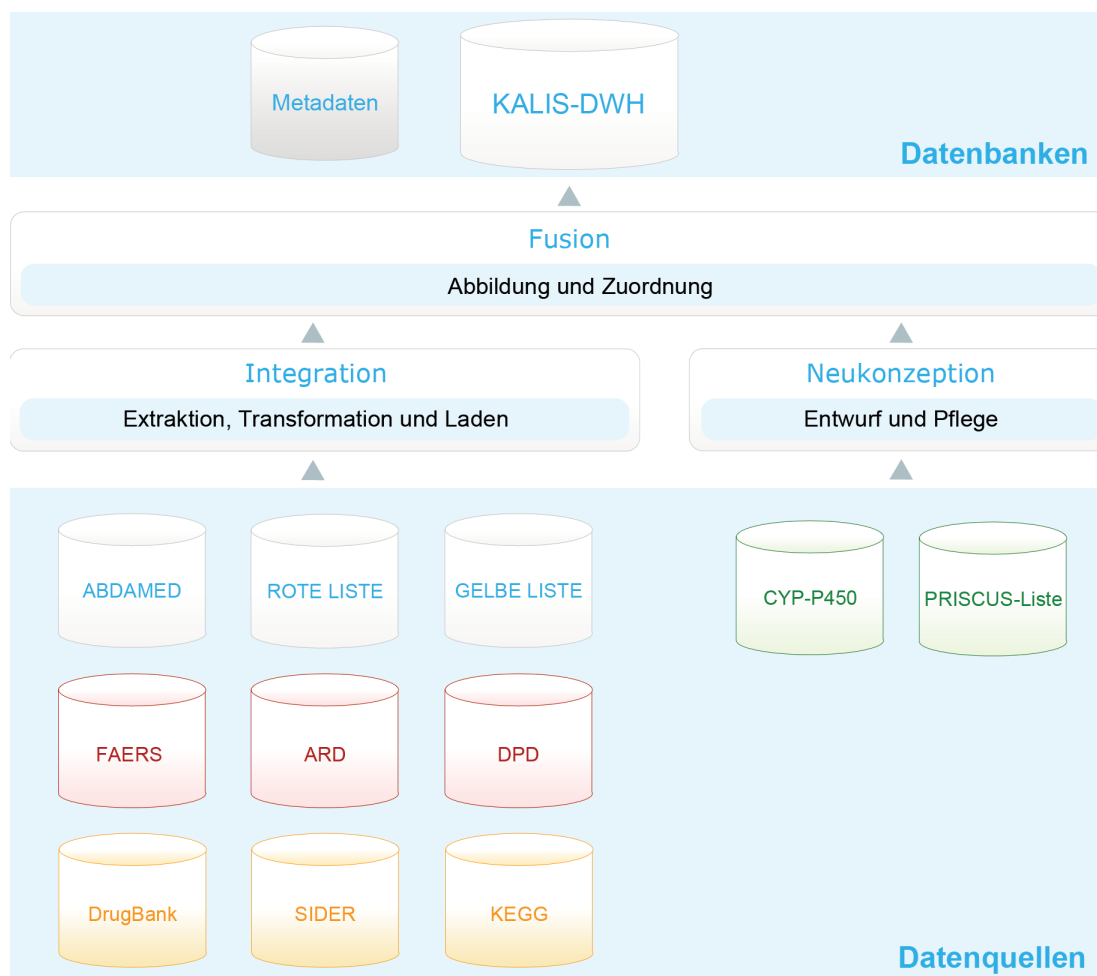 Metadaten
KALIS-DWH
Datenbanken
Fusion
Abbildung und Zuordnung
Integration
Extraktion, Transformation und Laden
Neukonzeption
Entwurf und Pflege
ABDAMED
ROTE LISTE
GELBE LISTE
CYP-P450
PRISCUS-Liste
FAERS
ARD
DPD
DrugBank
SIDER
KEGG
Datenquellen